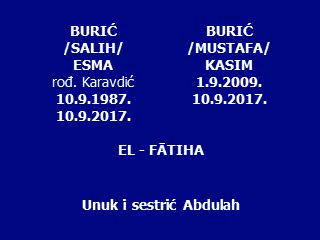 BURIĆ
/SALIH/
ESMA
rođ. Karavdić
10.9.1987.
10.9.2017.
BURIĆ
/MUSTAFA/
KASIM
1.9.2009.
10.9.2017.
EL - FĀTIHA
Unuk i sestrić Abdulah